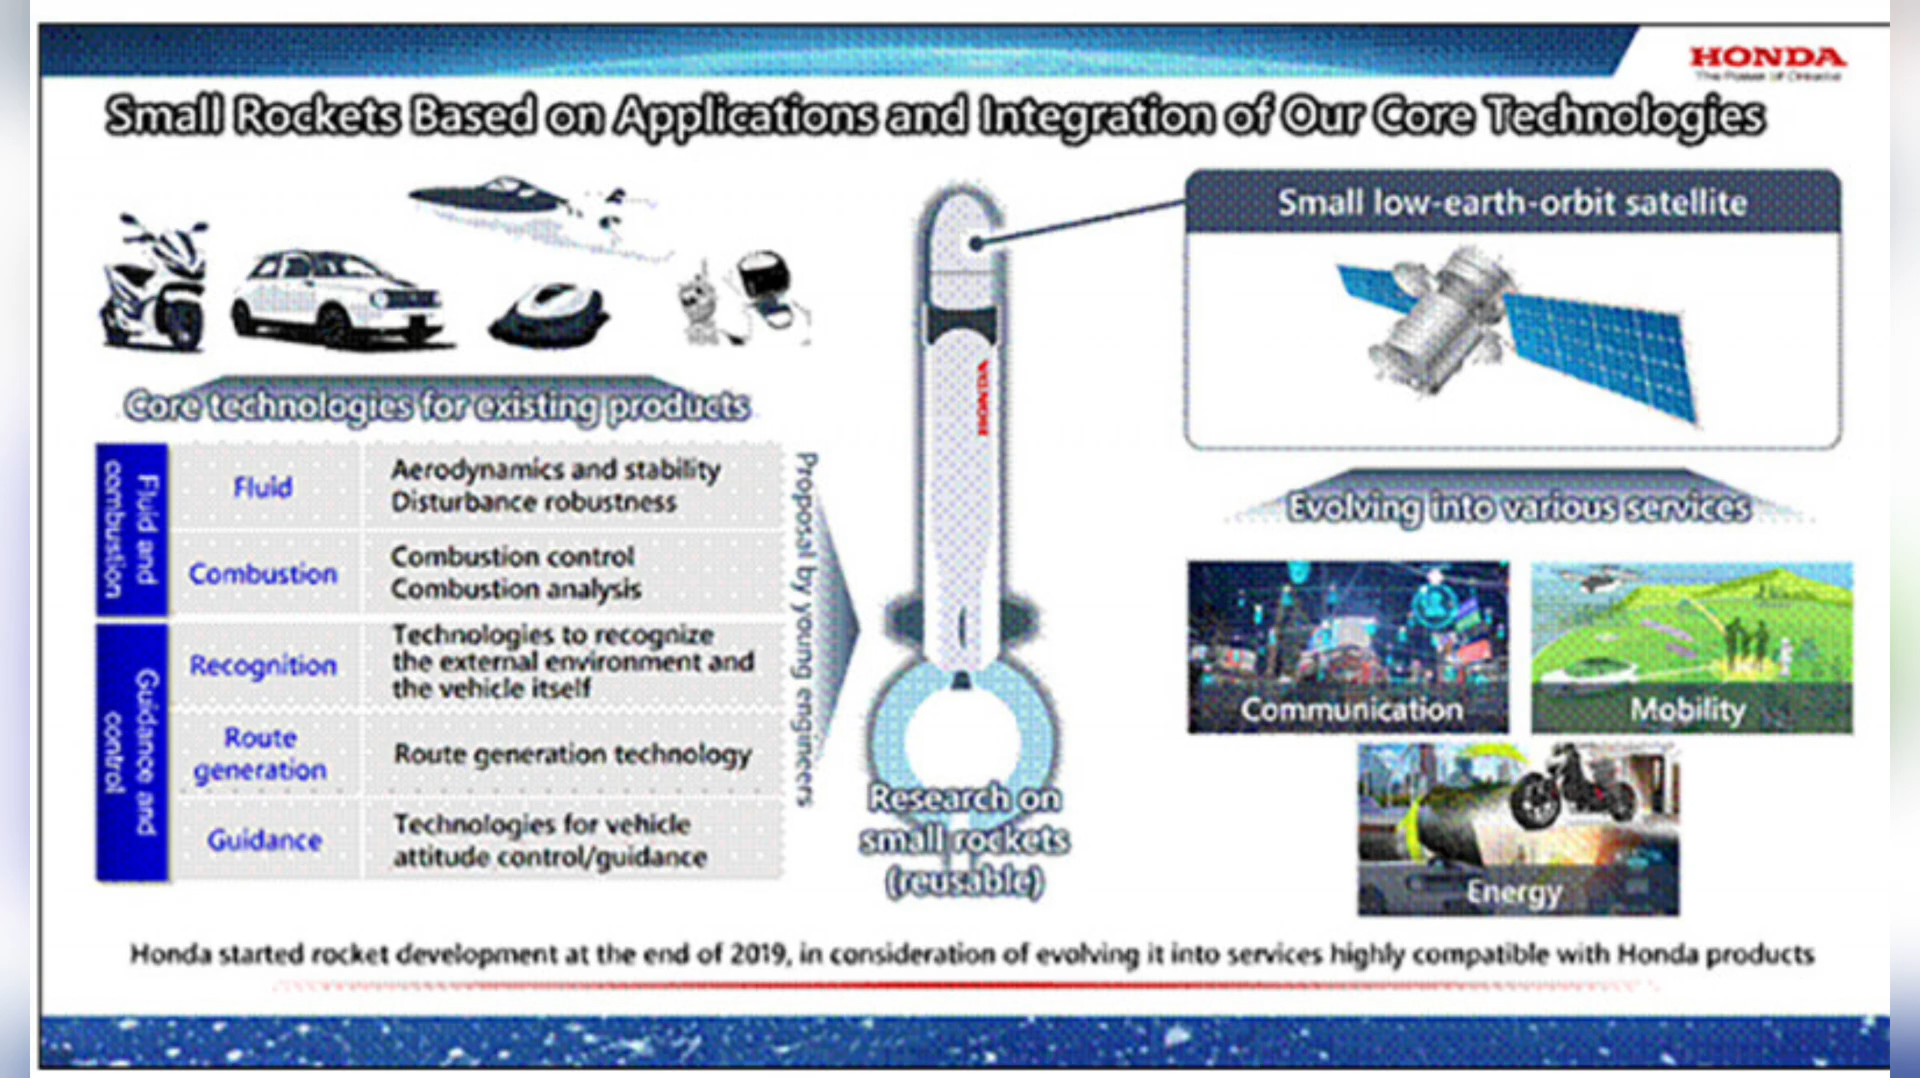 HONDA
The Power of Dreams
Small Rockets Based on Applications and Integration of Our Core Technologies
Core technologies for existing products
Fluid and
combustion
Fluid
Aerodynamics and stability
Disturbance robustness
Combustion
Combustion control
Combustion analysis
Guidance and
control
Recognition
Technologies to recognize
the external environment and
the vehicle itself
Route
generation
Route generation technology
Guidance
Technologies for vehicle
attitude control/guidance
Proposal by young engineers
HONDA
Research on
small rockets
(reusable)
Small low-earth-orbit satellite
Evolving into various services
Communication
Mobility
Energy
Honda started rocket development at the end of 2019, in consideration of evolving it into services highly compatible with Honda products